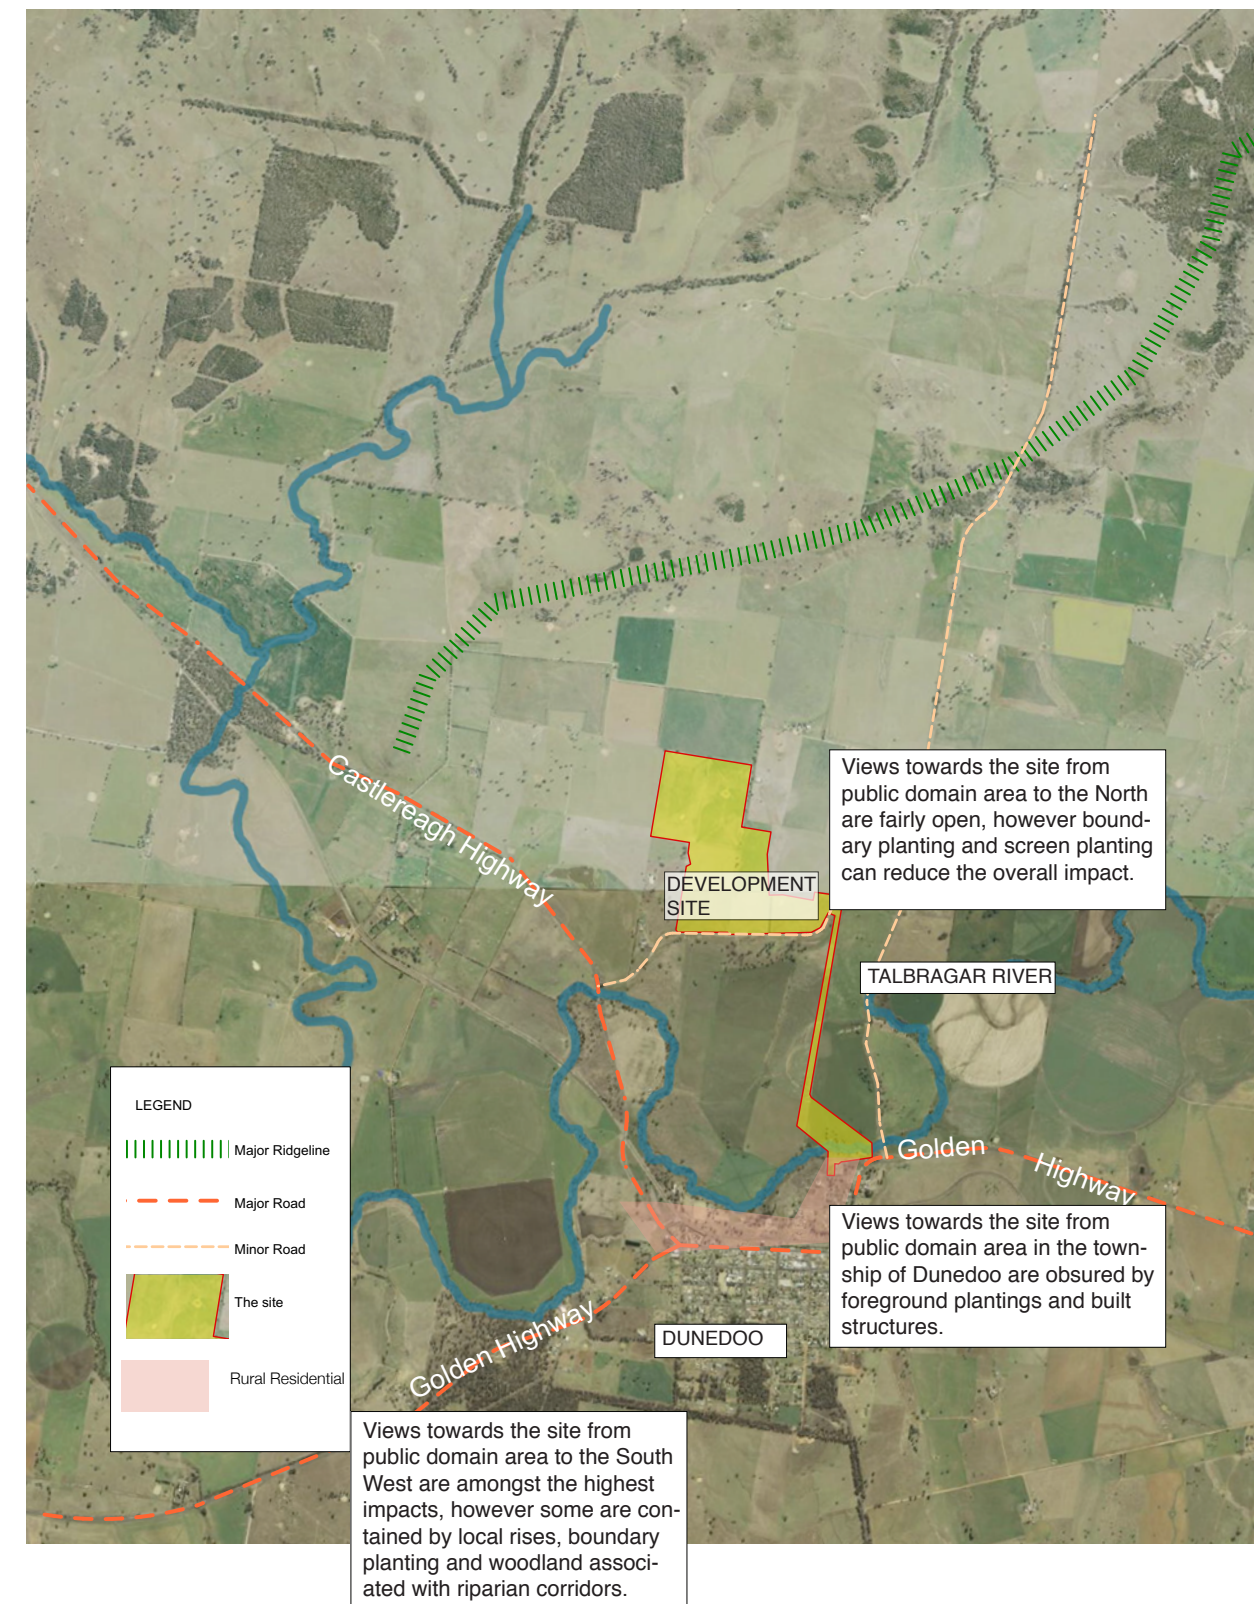 Castlereagh Highway
Views towards the site from
public domain area to the North
are fairly open, however bound-
ary planting and screen planting
can reduce the overall impact.
DEVELOPMENT
SITE
TALBRAGAR RIVER
LEGEND
Major Ridgeline
Major Road
Minor Road
The site
Rural Residential
Golden Highway
Views towards the site from
public domain area in the town-
ship of Dunedoo are obsured by
foreground plantings and built
structures.
DUNEDOO
Golden Highway
Views towards the site from
public domain area to the South
West are amongst the highest
impacts, however some are con-
tained by local rises, boundary
planting and woodland associ-
ated with riparian corridors.